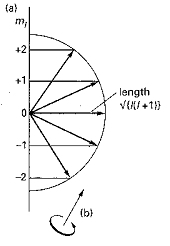 (a)
m_l
+2
+1
0
length
√{l(l+1)}
−1
−2
(b)